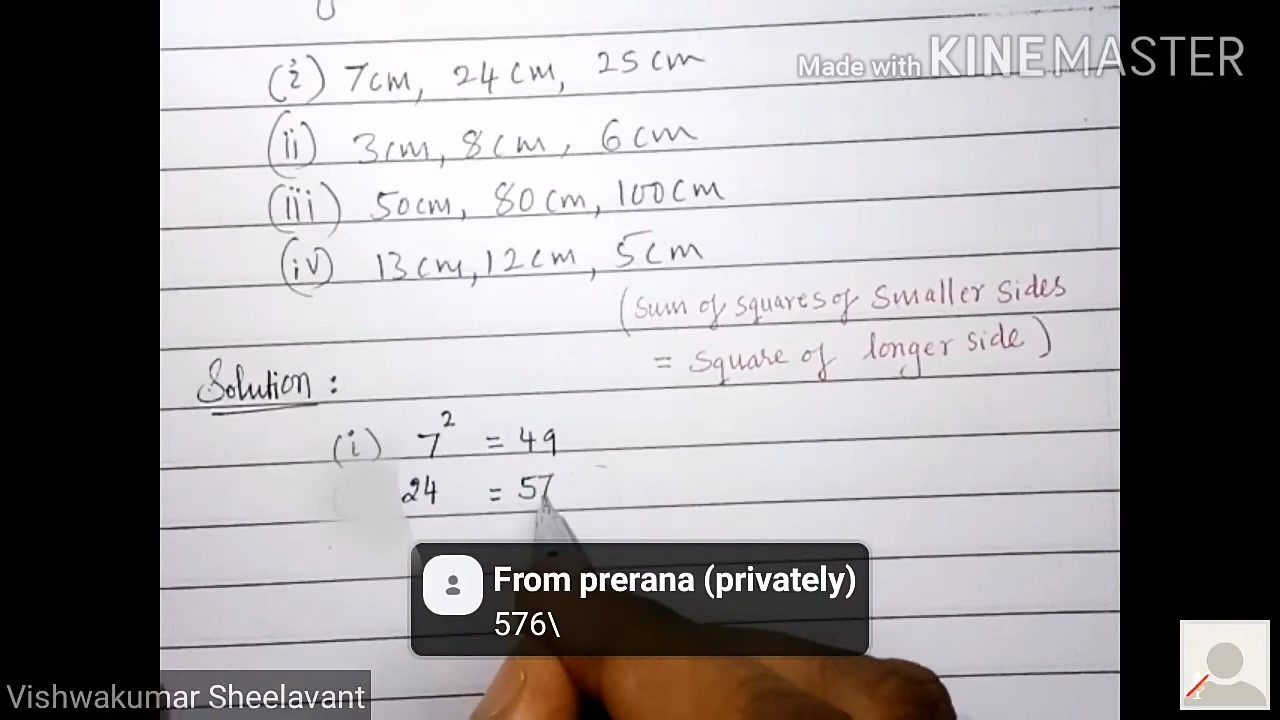 Made with KINEMASTER
(i) 7cm, 24cm, 25cm
(ii) 3cm, 8cm, 6cm
(iii) 50cm, 80cm, 100cm
(iv) 13cm, 12cm, 5cm
(sum of squares of smaller sides
= square of longer side)
Solution :
(i) 7² = 49
24 = 57
From prerana (privately)
576\
Vishwakumar Sheelavant